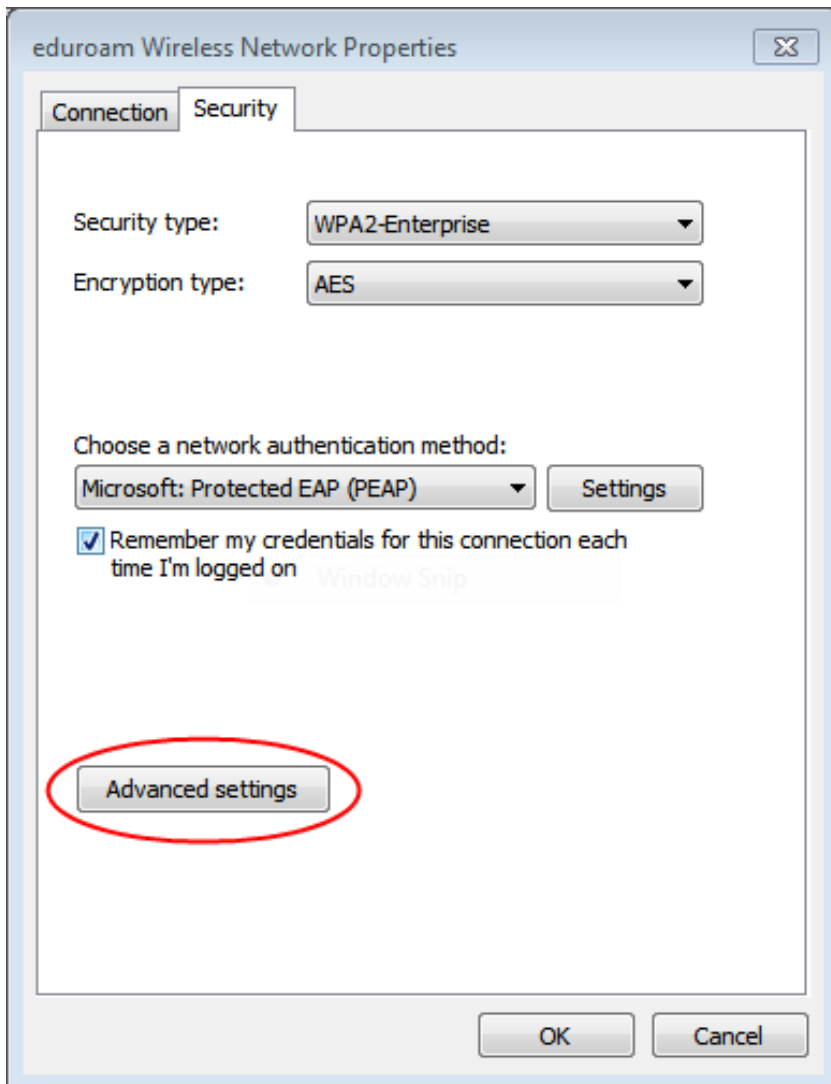 eduroam Wireless Network Properties
Connection
Security
Security type:
WPA2-Enterprise
Encryption type:
AES
Choose a network authentication method:
Microsoft: Protected EAP (PEAP)
Settings
Remember my credentials for this connection each
time I'm logged on
Window Snip
Advanced settings
OK
Cancel